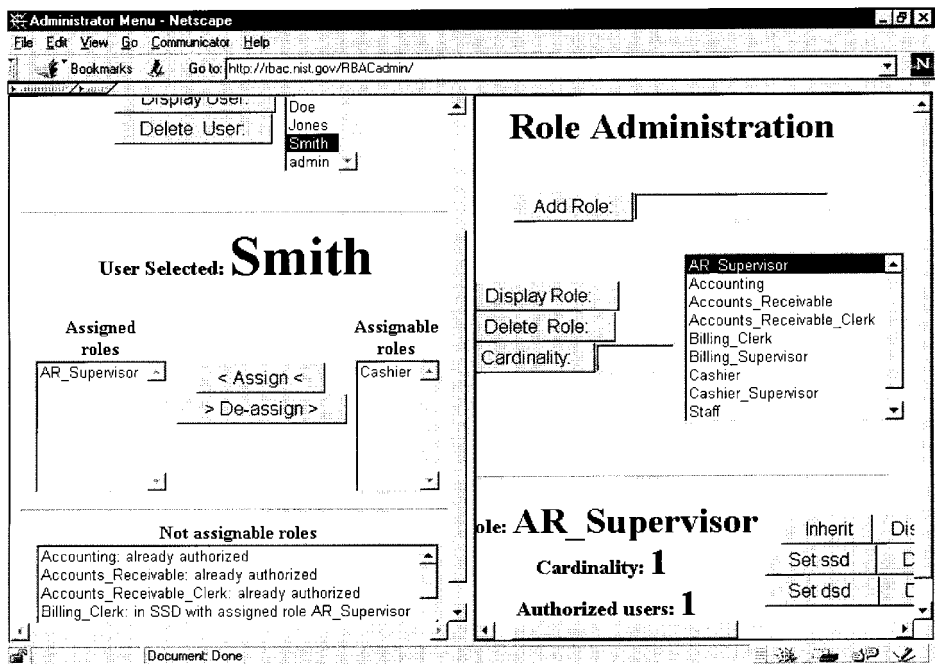 Administrator Menu - Netscape
File Edit View Go Communicator Help
Bookmarks Go to: http://rbac.nist.gov/RBACadmin/
N
Display User:
Delete User:
Doe
Jones
Smith
admin
User Selected: Smith
Assigned
roles
AR_Supervisor
< Assign <
> De-assign >
Assignable
roles
Cashier
Not assignable roles
Accounting: already authorized
Accounts_Receivable: already authorized
Accounts_Receivable_Clerk: already authorized
Billing_Clerk: in SSD with assigned role AR_Supervisor
Role Administration
Add Role:
Display Role:
Delete Role:
Cardinality:
AR_Supervisor
Accounting
Accounts_Receivable
Accounts_Receivable_Clerk
Billing_Clerk
Billing_Supervisor
Cashier
Cashier_Supervisor
Staff
ole: AR_Supervisor
Cardinality: 1
Authorized users: 1
Inherit Dis
Set ssd D
Set dsd D
Document: Done